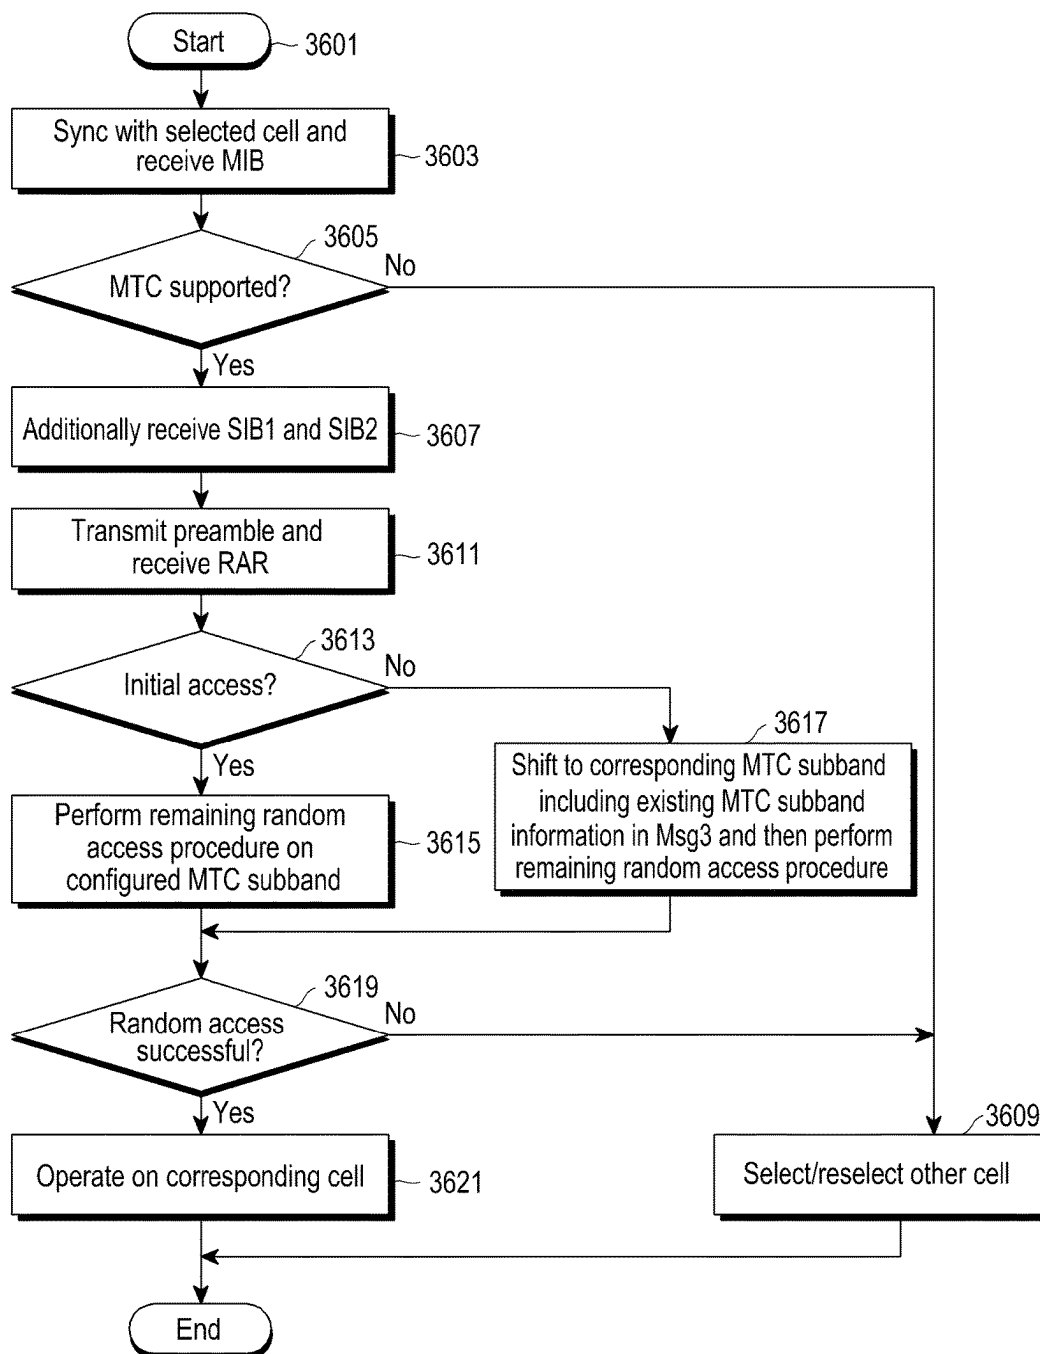 Start
3601
Sync with selected cell and
receive MIB
3603
3605
MTC supported?
No
Yes
Additionally receive SIB1 and SIB2
3607
Transmit preamble and
receive RAR
3611
3613
Initial access?
No
Yes
3617
Shift to corresponding MTC subband
including existing MTC subband
information in Msg3 and then perform
remaining random access procedure
Perform remaining random
access procedure on
configured MTC subband
3615
3619
Random access
successful?
No
Yes
3609
Operate on corresponding cell
3621
Select/reselect other cell
End